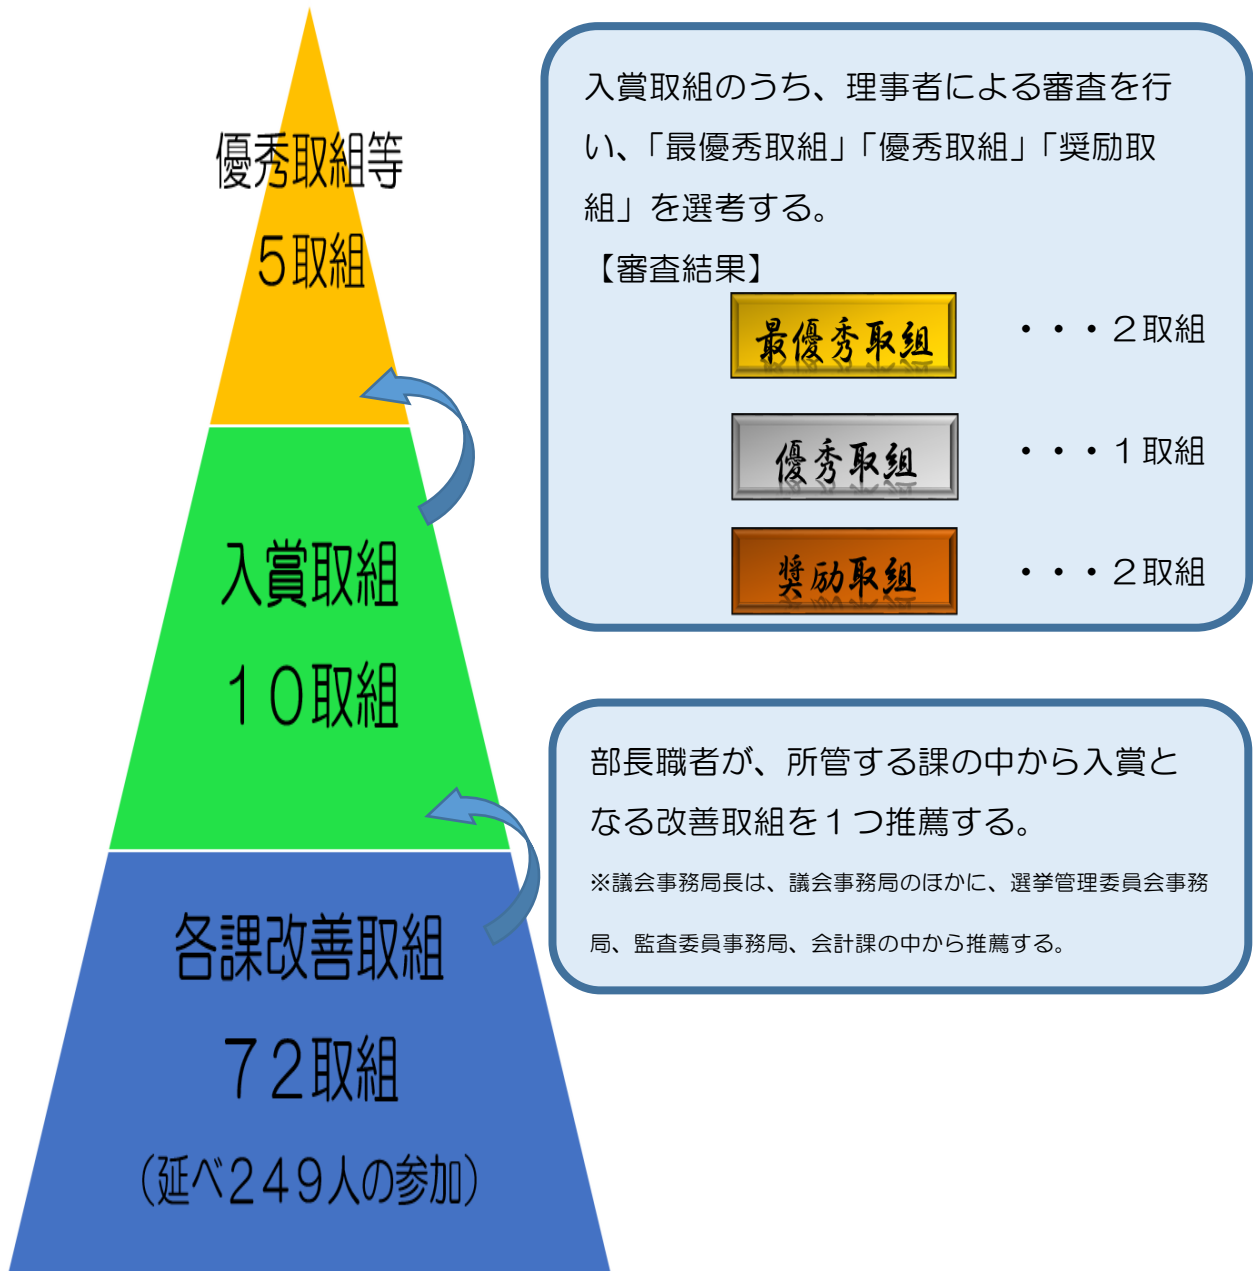 優秀取組等
５取組
入賞取組
１０取組
各課改善取組
７２取組
（延べ２４９人の参加）
入賞取組のうち、理事者による審査を行
い、「最優秀取組」「優秀取組」「奨励取
組」を選考する。
【審査結果】
最優秀取組 ・・・２取組
優秀取組 ・・・１取組
奨励取組 ・・・２取組
部長職者が、所管する課の中から入賞と
なる改善取組を１つ推薦する。
※議会事務局長は、議会事務局のほかに、選挙管理委員会事務
局、監査委員事務局、会計課の中から推薦する。